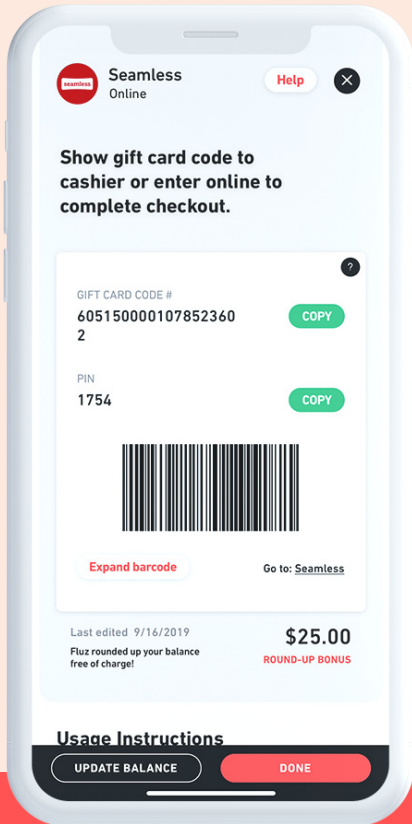 seamless
Seamless
Online
Help
Show gift card code to
cashier or enter online to
complete checkout.
?
GIFT CARD CODE #
605150000107852360
2
COPY
PIN
1754
COPY
Expand barcode
Go to: Seamless
Last edited 9/16/2019
$25.00
Fluz rounded up your balance
free of charge!
ROUND-UP BONUS
Usage Instructions
UPDATE BALANCE
DONE